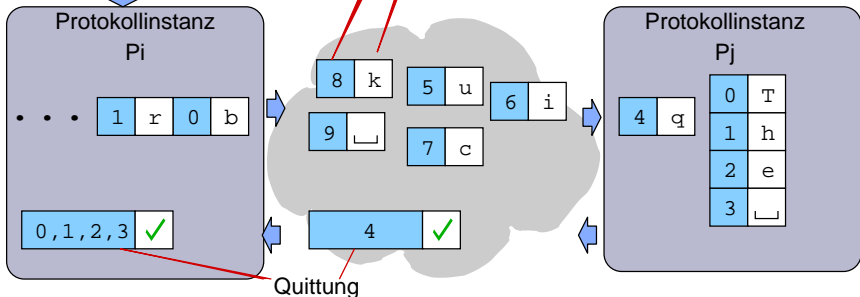 Protokollinstanz
Pi
Protokollinstanz
Pj
8 k
5 u
6 i
0 T
• • • 1 r 0 b
9 ␣
7 c
4 q
1 h
2 e
3 ␣
0,1,2,3 ✓
4 ✓
Quittung